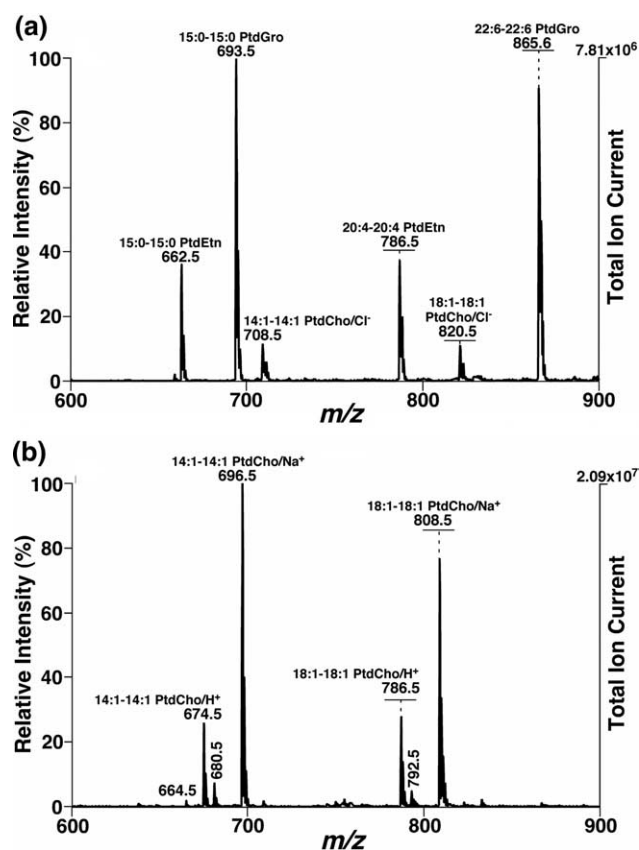 (a)
15:0-15:0 PtdGro
693.5
22:6-22:6 PtdGro
865.6
7.81x10⁶
100
80
60
40
20
0
Relative Intensity (%)
15:0-15:0 PtdEtn
662.5
14:1-14:1 PtdCho/Cl⁻
708.5
20:4-20:4 PtdEtn
786.5
18:1-18:1
PtdCho/Cl⁻
820.5
Total Ion Current
600
700
800
900
m/z
(b)
14:1-14:1 PtdCho/Na⁺
696.5
2.09x10⁷
18:1-18:1 PtdCho/Na⁺
808.5
100
80
60
40
20
0
Relative Intensity (%)
14:1-14:1 PtdCho/H⁺
674.5
680.5
664.5
18:1-18:1 PtdCho/H⁺
786.5
792.5
Total Ion Current
600
700
800
900
m/z